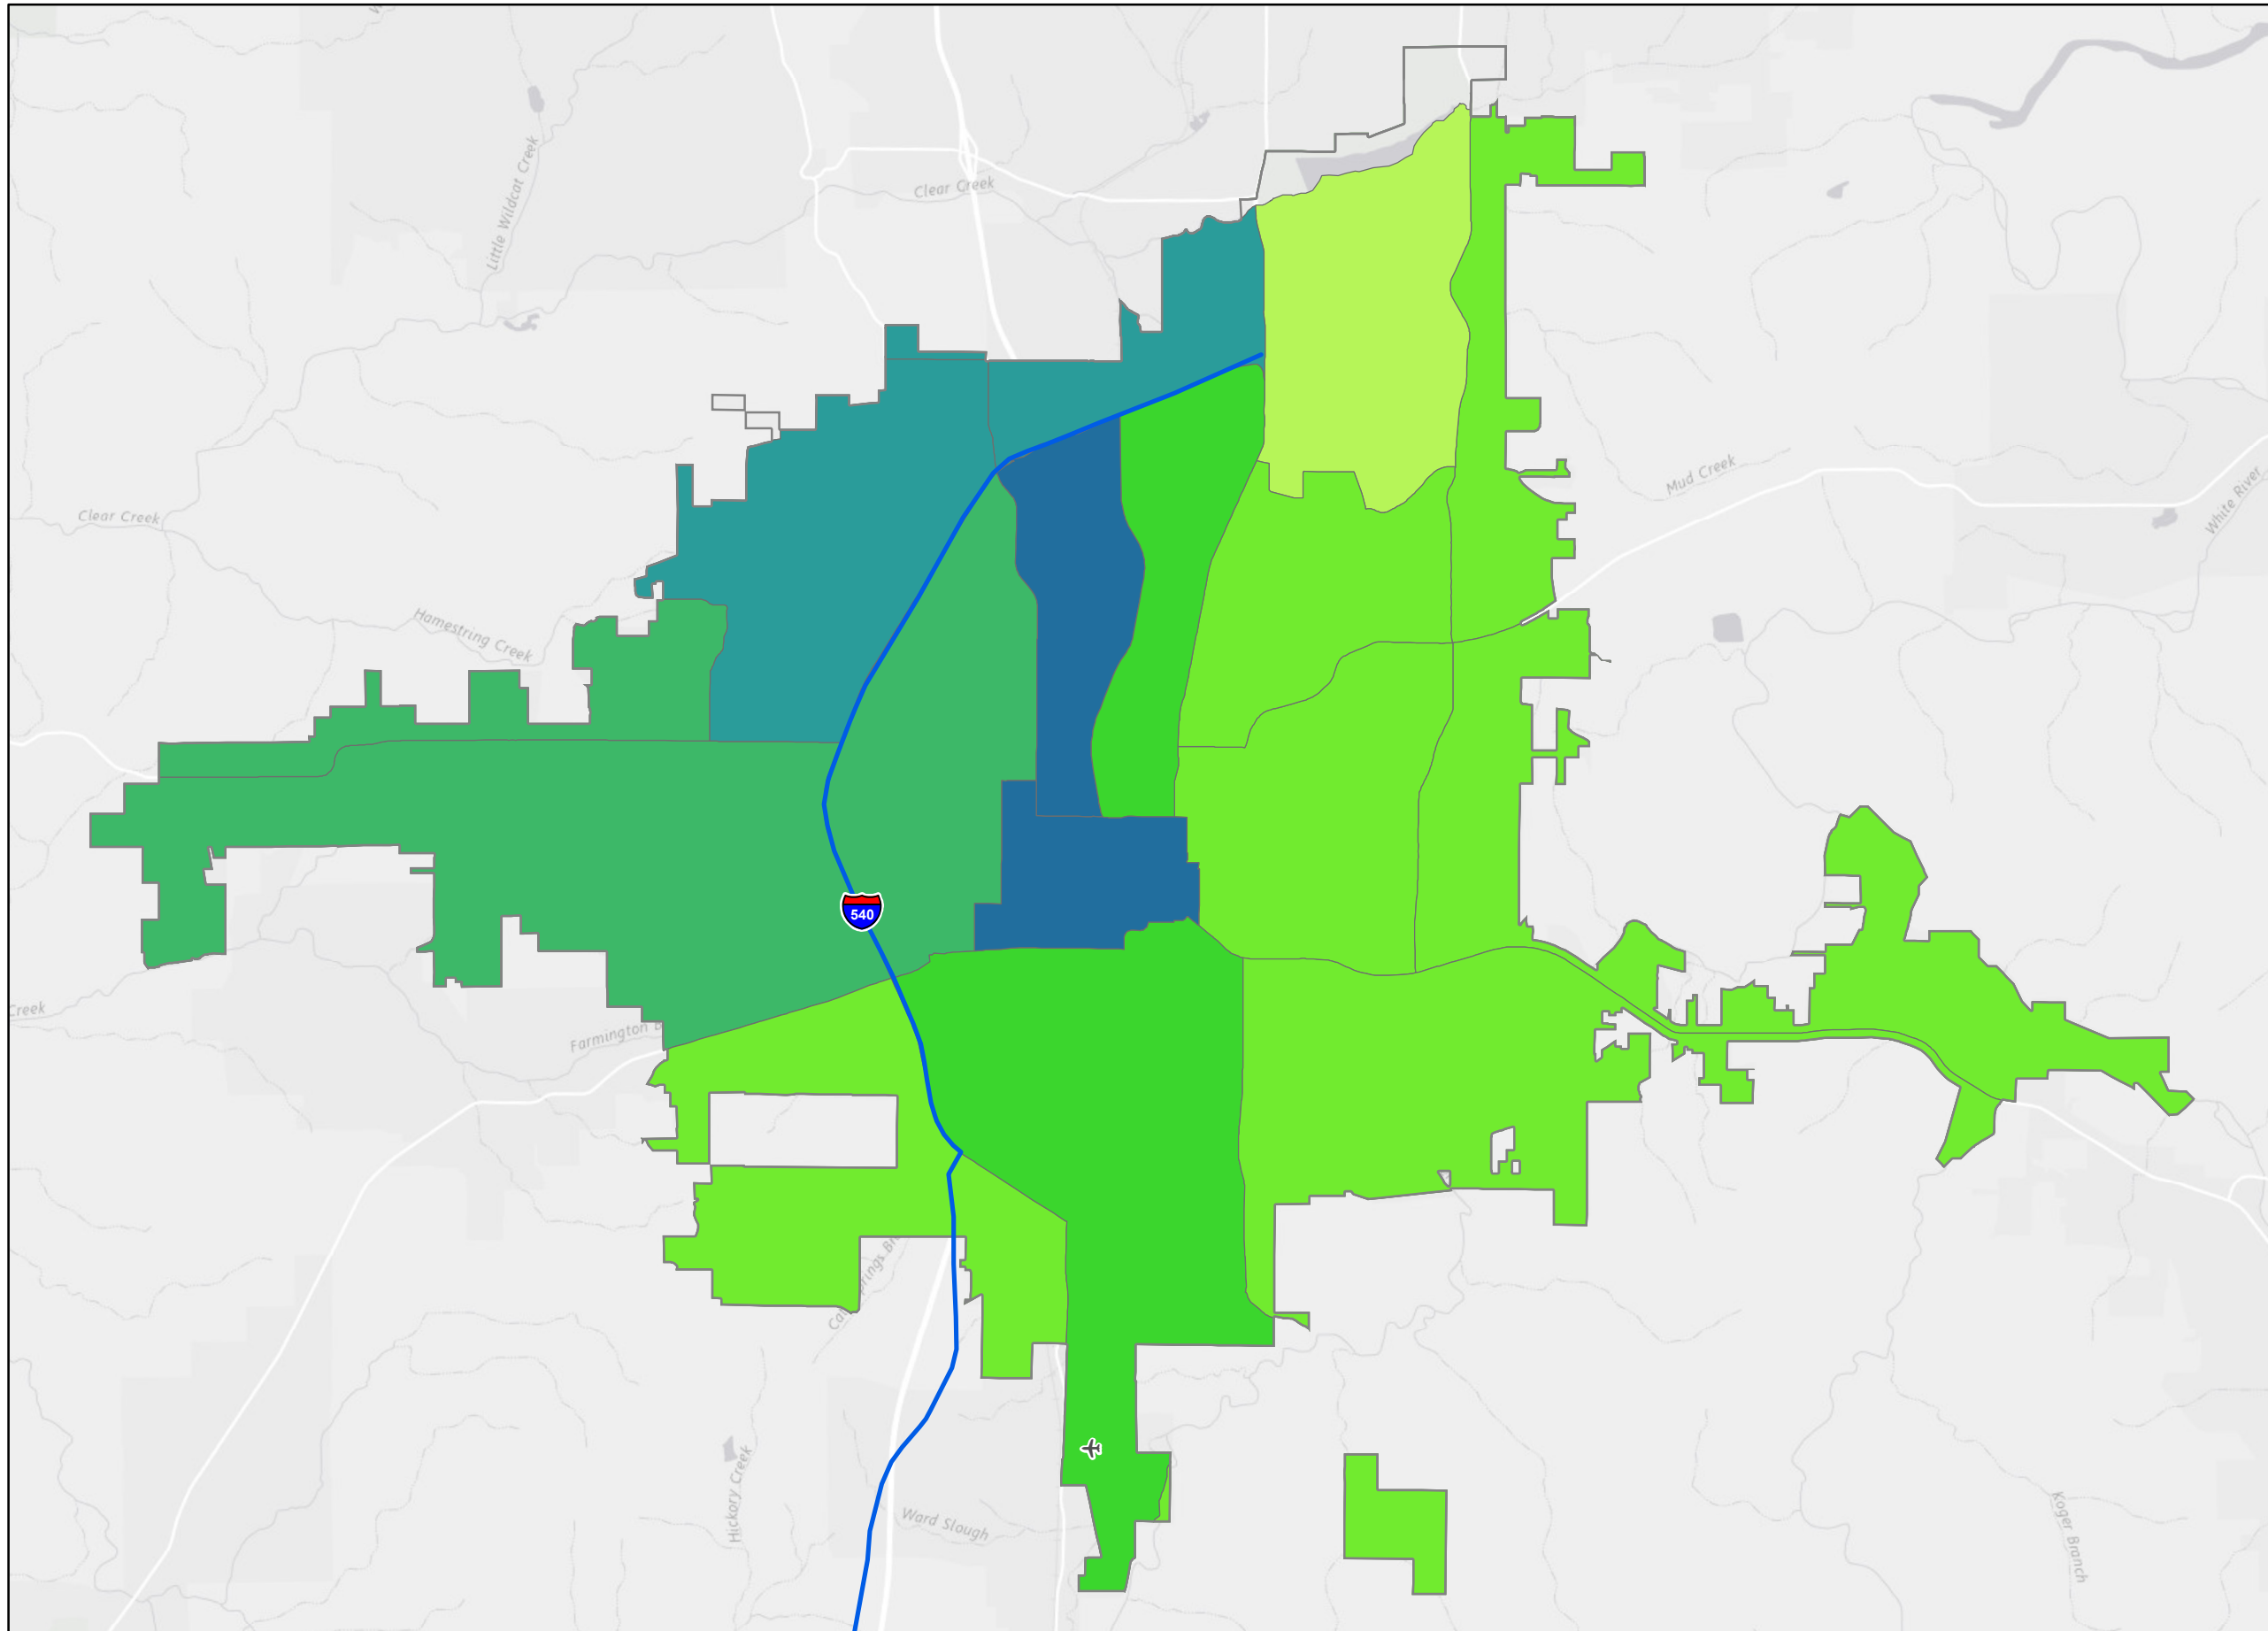 Little Wildcat Creek
Clear Creek
Mud Creek
White River
Clear Creek
Hamestring Creek
540
Creek
Farmington B
Hickory Creek
Ward Slough
Koger Branch